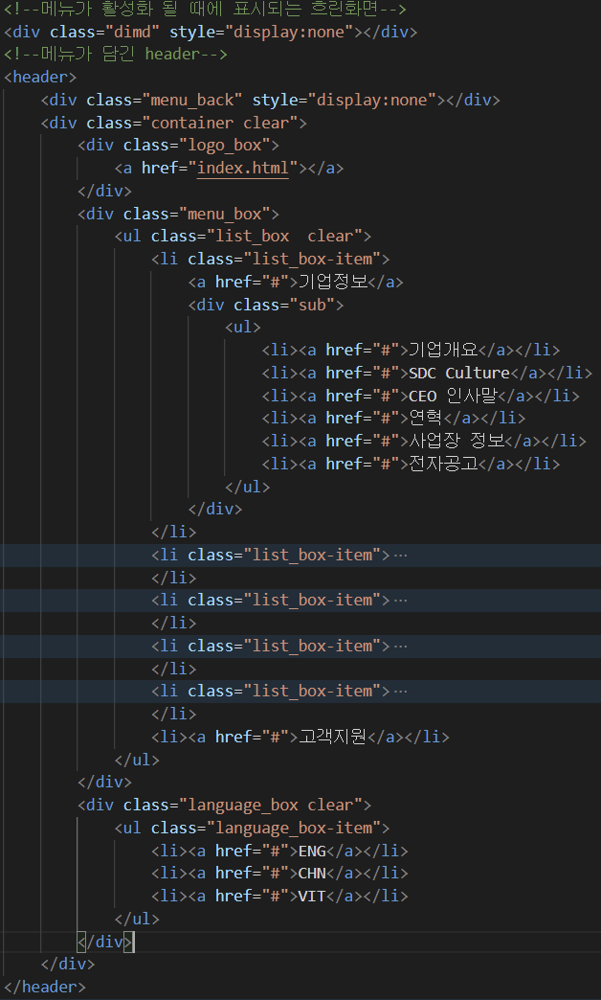 <!--메뉴가 활성화 될 때에 표시되는 흐린화면-->
<div class="dimd" style="display:none"></div>
<!--메뉴가 담긴 header-->
<header>
    <div class="menu_back" style="display:none"></div>
    <div class="container clear">
        <div class="logo_box">
            <a href="index.html"></a>
        </div>
        <div class="menu_box">
            <ul class="list_box  clear">
                <li class="list_box-item">
                    <a href="#">기업정보</a>
                    <div class="sub">
                        <ul>
                            <li><a href="#">기업개요</a></li>
                            <li><a href="#">SDC Culture</a></li>
                            <li><a href="#">CEO 인사말</a></li>
                            <li><a href="#">연혁</a></li>
                            <li><a href="#">사업장 정보</a></li>
                            <li><a href="#">전자공고</a></li>
                        </ul>
                    </div>
                </li>
                <li class="list_box-item">…
                </li>
                <li class="list_box-item">…
                </li>
                <li class="list_box-item">…
                </li>
                <li class="list_box-item">…
                </li>
                <li><a href="#">고객지원</a></li>
            </ul>
        </div>
        <div class="language_box clear">
            <ul class="language_box-item">
                <li><a href="#">ENG</a></li>
                <li><a href="#">CHN</a></li>
                <li><a href="#">VIT</a></li>
            </ul>
        </div>
    </div>
</header>